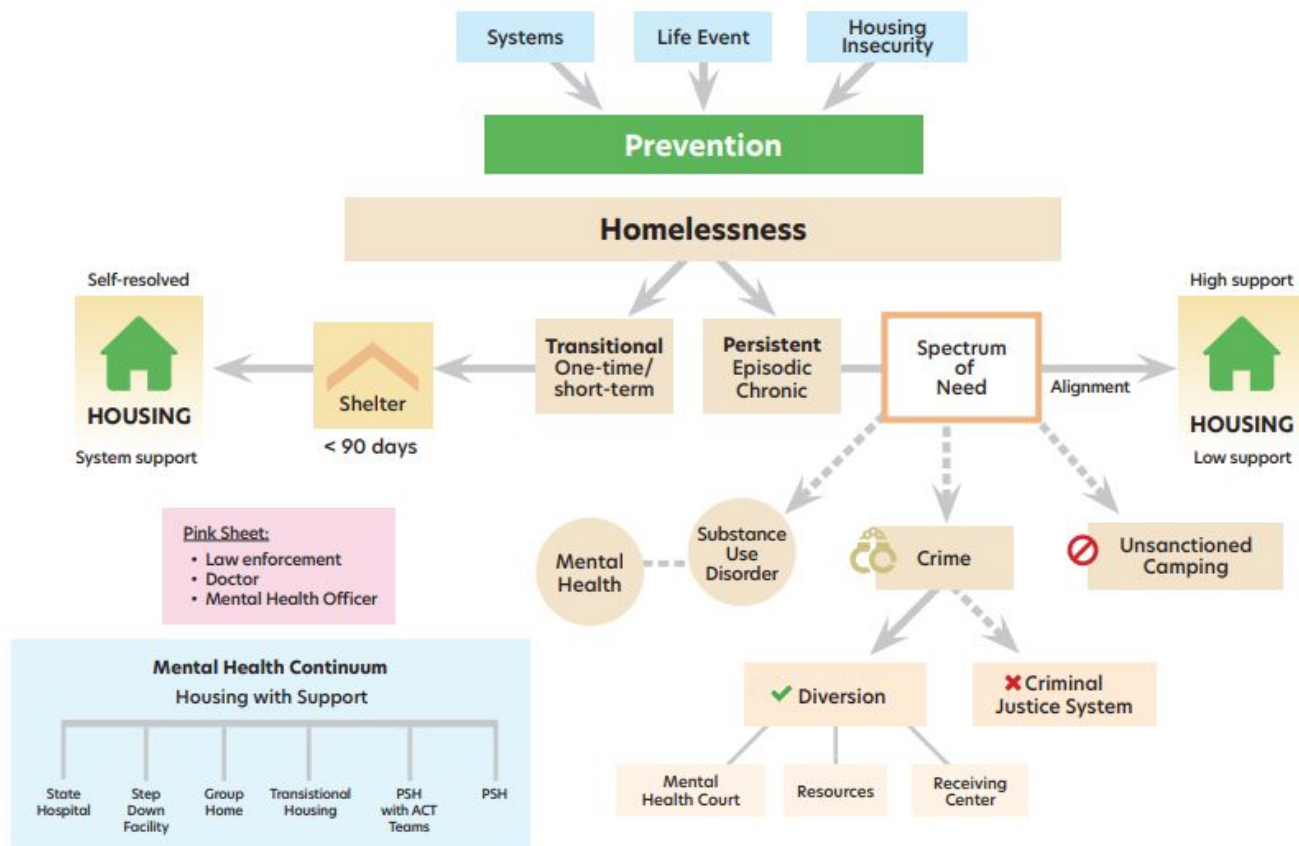 Systems
Life Event
Housing
Insecurity
Prevention
Homelessness
Self-resolved
HOUSING
System support
Shelter
< 90 days
Transitional
One-time/
short-term
Persistent
Episodic
Chronic
Spectrum
of
Need
Alignment
High support
HOUSING
Low support
Pink Sheet:
• Law enforcement
• Doctor
• Mental Health Officer
Mental
Health
Substance
Use
Disorder
Crime
Unsanctioned
Camping
Diversion
Criminal
Justice System
Mental
Health Court
Resources
Receiving
Center
Mental Health Continuum
Housing with Support
State
Hospital
Step
Down
Facility
Group
Home
Transistional
Housing
PSH
with ACT
Teams
PSH